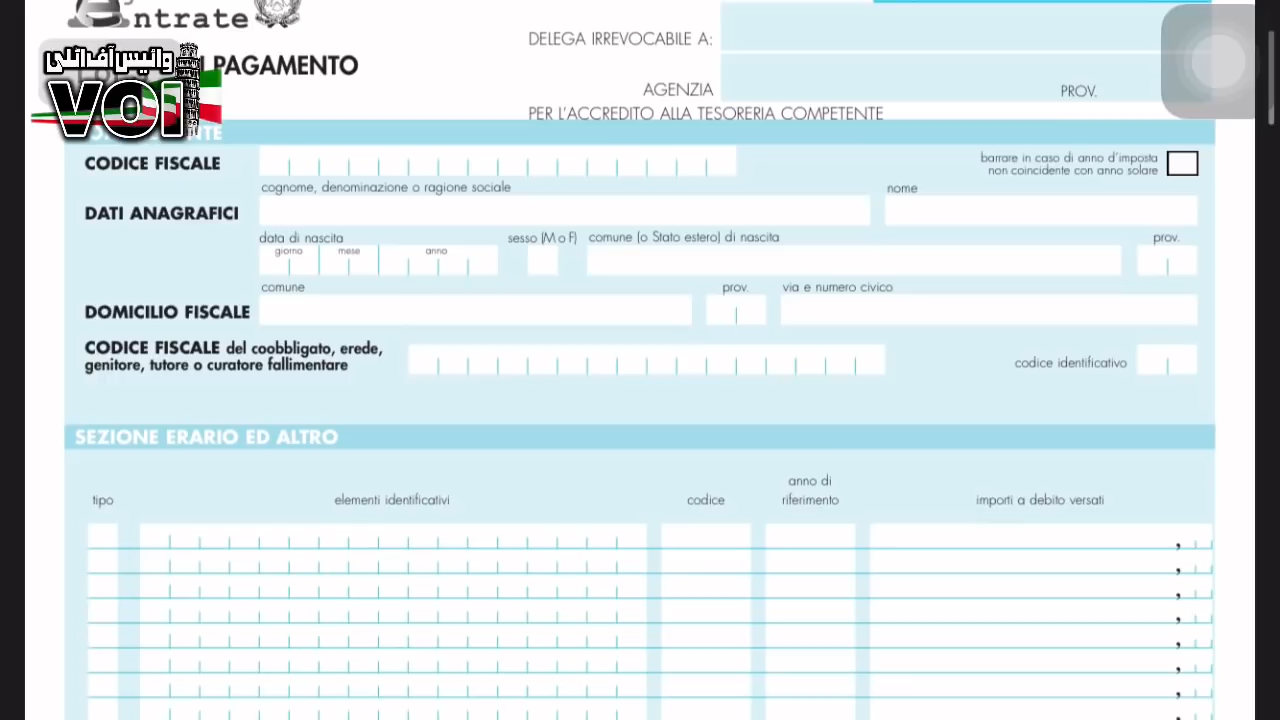 ntrate
DELEGA IRREVOCABILE A:
وائیس آف اٹلی
VOI
PAGAMENTO
AGENZIA
PROV.
PER L'ACCREDITO ALLA TESORERIA COMPETENTE
CODICE FISCALE
barrare in caso di anno d'imposta
non coincidente con anno solare
cognome, denominazione o ragione sociale
nome
DATI ANAGRAFICI
data di nascita
sesso (M o F)
comune (o Stato estero) di nascita
prov.
giorno
mese
anno
comune
prov.
via e numero civico
DOMICILIO FISCALE
CODICE FISCALE del coobbligato, erede,
genitore, tutore o curatore fallimentare
codice identificativo
SEZIONE ERARIO ED ALTRO
tipo
elementi identificativi
codice
anno di
riferimento
importi a debito versati